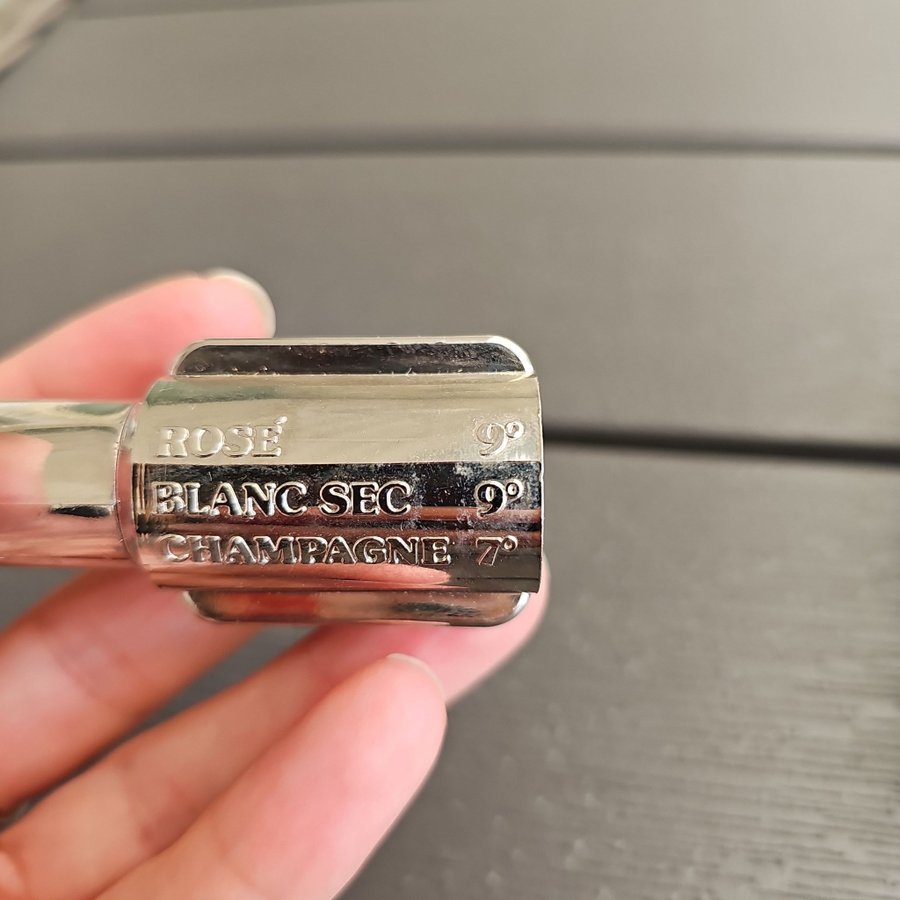 ROSÉ 9°
BLANC SEC 9°
CHAMPAGNE 7°